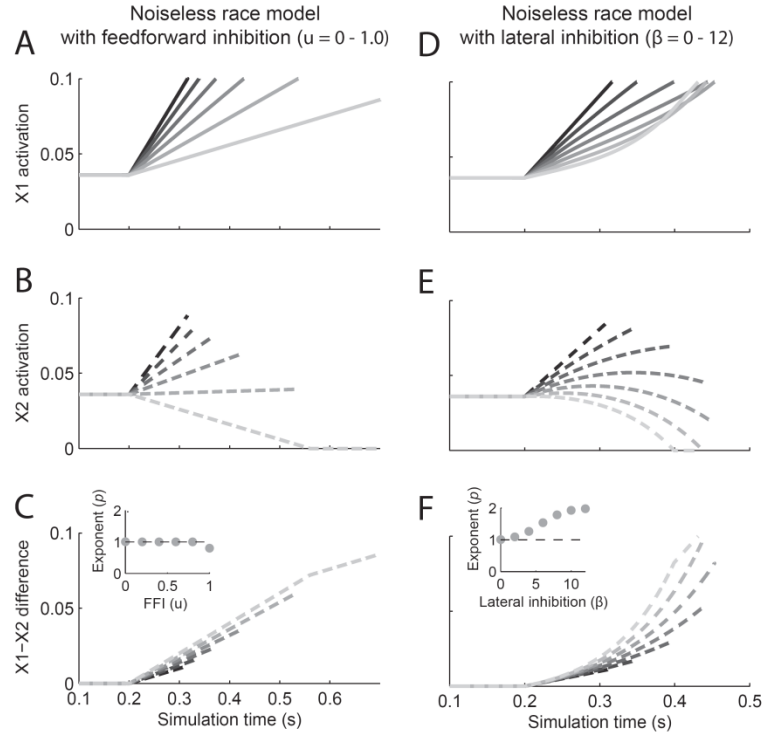 Noiseless race model
with feedforward inhibition (u = 0 - 1.0)
A
0.1
0.05
0
X1 activation
B
0.1
0.05
0
X2 activation
C
0.1
0.05
0
X1−X2 difference
2
1
0
Exponent (p)
0 0.5 1
FFI (u)
0.1 0.2 0.3 0.4 0.5 0.6
Simulation time (s)
Noiseless race model
with lateral inhibition (β = 0 - 12)
D
E
F
2
1
0
Exponent (p)
0 5 10
Lateral inhibition (β)
0.1 0.2 0.3 0.4 0.5
Simulation time (s)